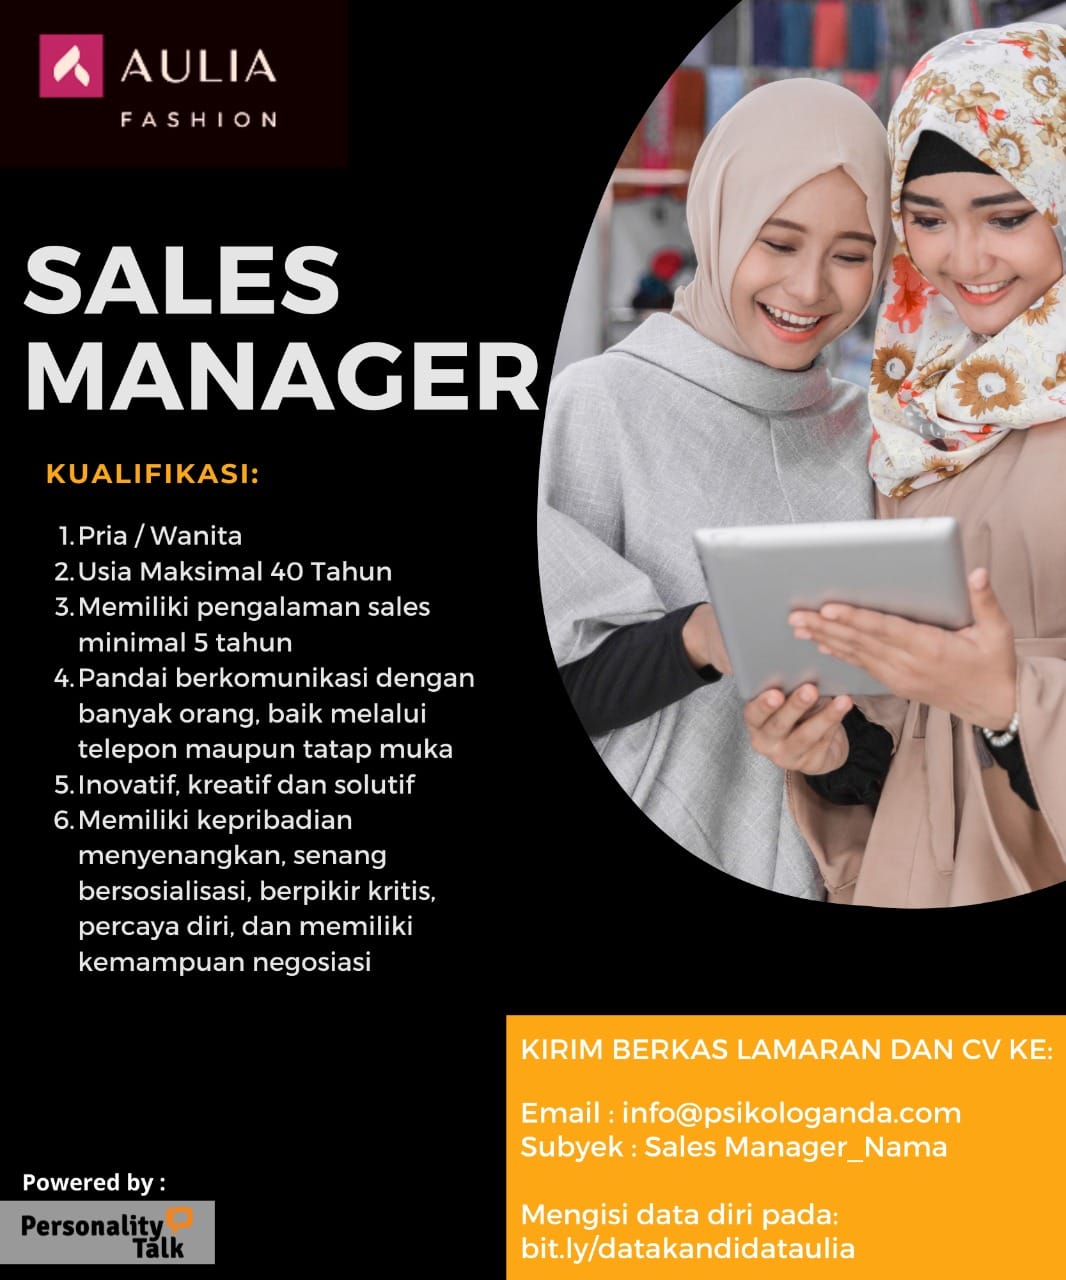 AULIA
FASHION
SALES
MANAGER
KUALIFIKASI:
1. Pria / Wanita
2. Usia Maksimal 40 Tahun
3. Memiliki pengalaman sales
minimal 5 tahun
4. Pandai berkomunikasi dengan
banyak orang, baik melalui
telepon maupun tatap muka
5. Inovatif, kreatif dan solutif
6. Memiliki kepribadian
menyenangkan, senang
bersosialisasi, berpikir kritis,
percaya diri, dan memiliki
kemampuan negosiasi
KIRIM BERKAS LAMARAN DAN CV KE:
Email : info@psikologanda.com
Subyek : Sales Manager_Nama
Mengisi data diri pada:
bit.ly/datakandidataulia
Powered by :
Personality
Talk